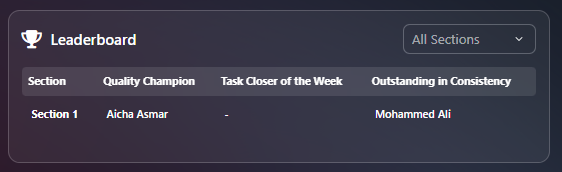 Leaderboard
All Sections
Section Quality Champion Task Closer of the Week Outstanding in Consistency
Section 1 Aicha Asmar - Mohammed Ali